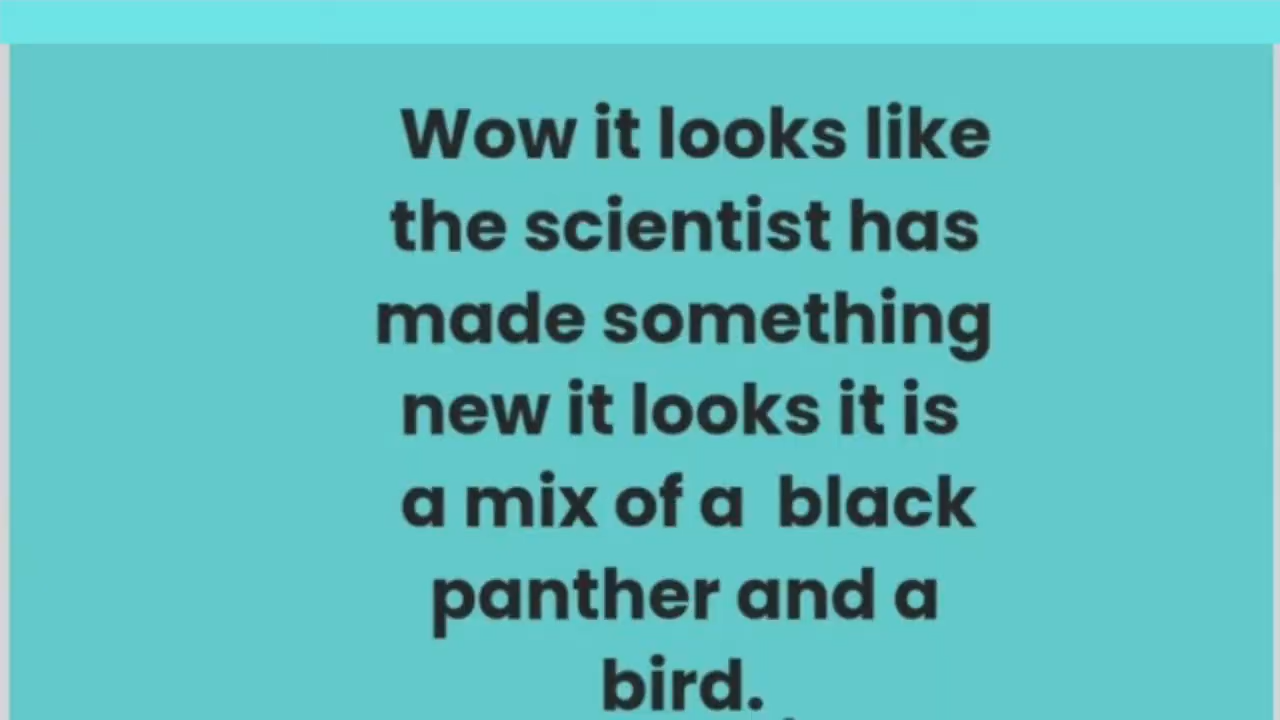 Wow it looks like
the scientist has
made something
new it looks it is
a mix of a  black
panther and a
bird.